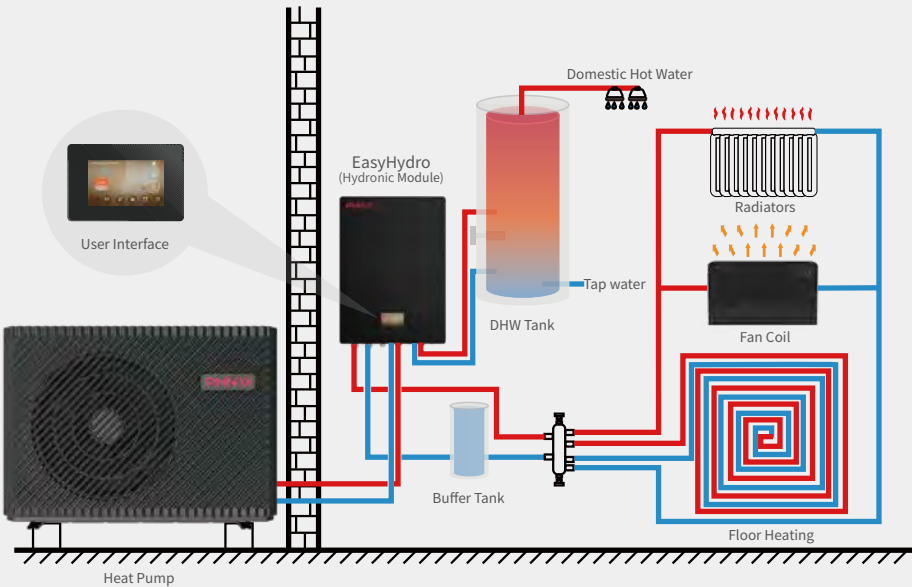 Domestic Hot Water
EasyHydro
(Hydronic Module)
User Interface
Radiators
Tap water
DHW Tank
Fan Coil
Buffer Tank
Floor Heating
Heat Pump